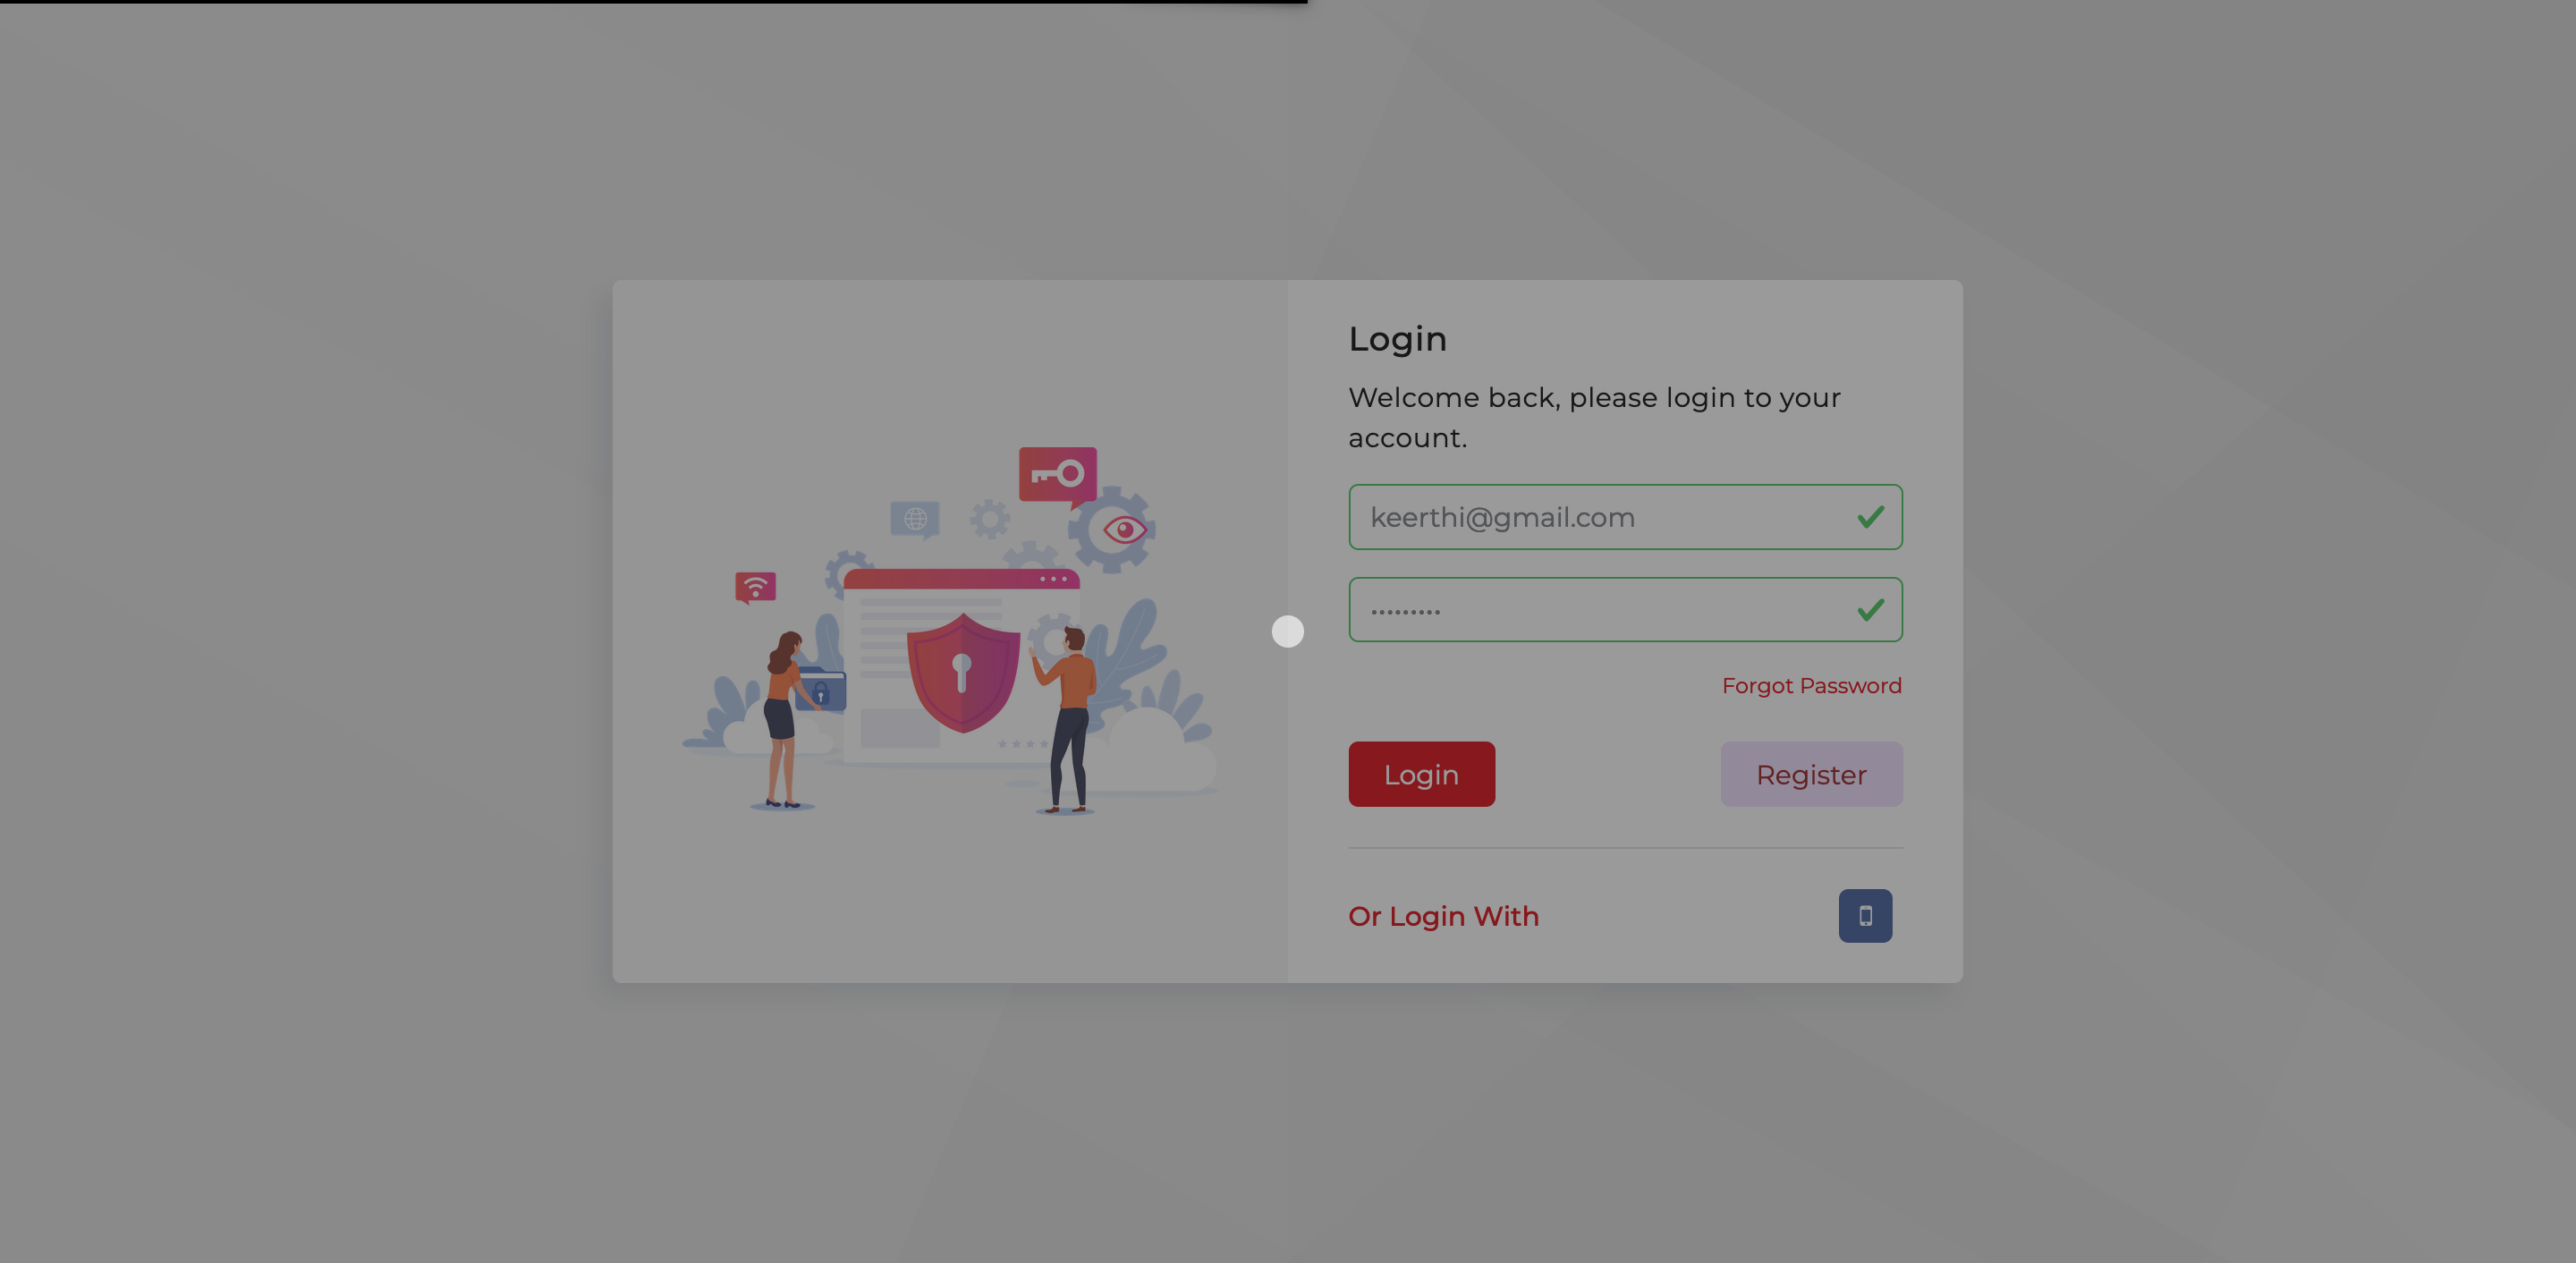 Login
Welcome back, please login to your
account.
keerthi@gmail.com
•••••••••
Forgot Password
Login
Register
Or Login With